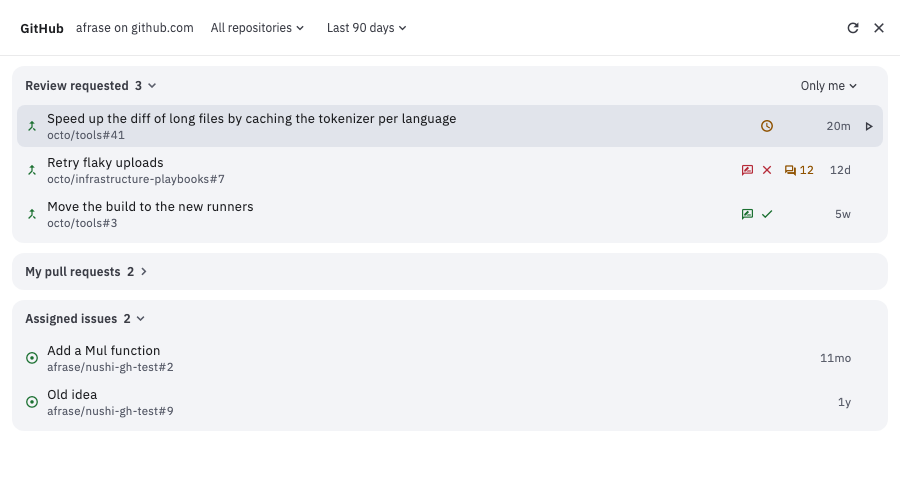 GitHub afrase on github.com All repositories Last 90 days
Review requested 3 Only me
Speed up the diff of long files by caching the tokenizer per language
octo/tools#41 20m
Retry flaky uploads
octo/infrastructure-playbooks#7 12 12d
Move the build to the new runners
octo/tools#3 5w
My pull requests 2
Assigned issues 2
Add a Mul function
afrase/nushi-gh-test#2 11mo
Old idea
afrase/nushi-gh-test#9 1y